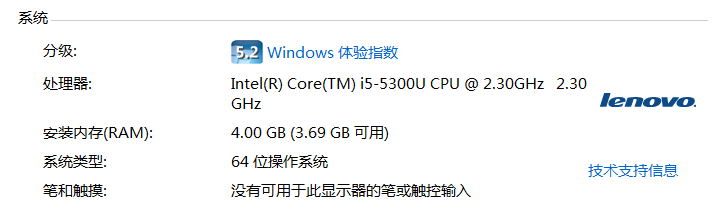 系统
分级:
5.2 Windows 体验指数
处理器:
Intel(R) Core(TM) i5-5300U CPU @ 2.30GHz 2.30
GHz
lenovo
安装内存(RAM):
4.00 GB (3.69 GB 可用)
系统类型:
64 位操作系统
技术支持信息
笔和触摸:
没有可用于此显示器的笔或触控输入